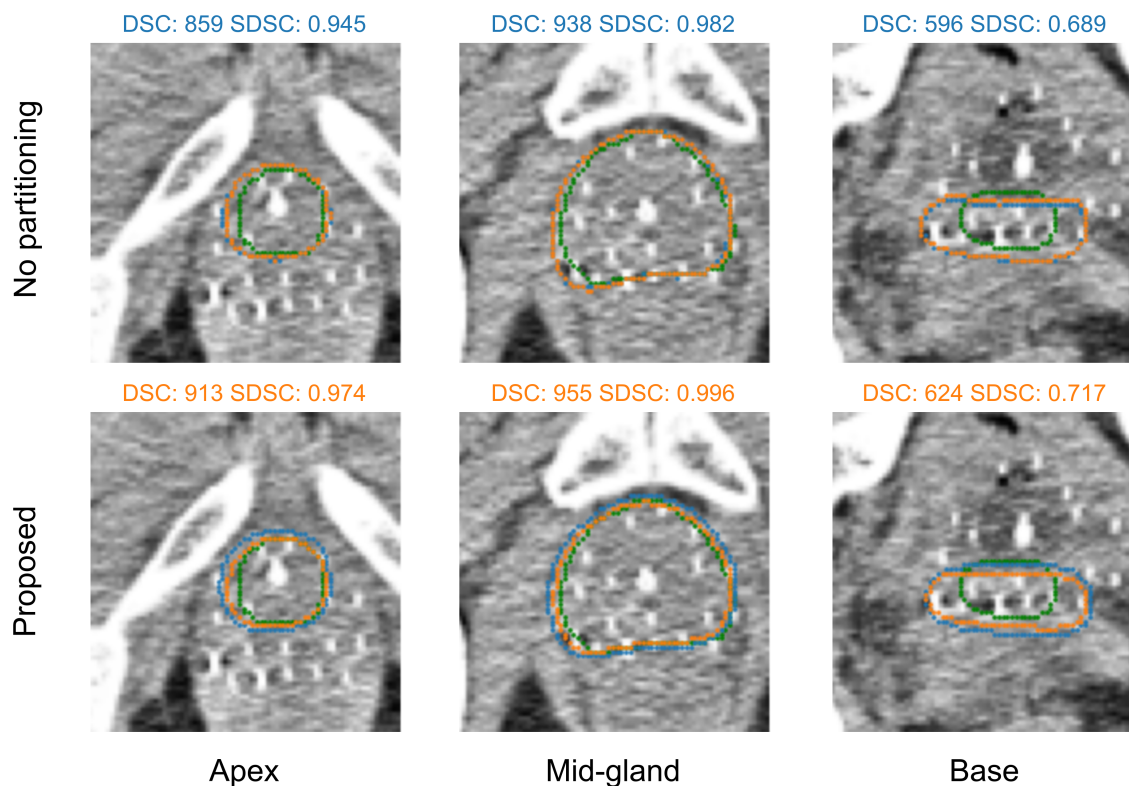 DSC: 859 SDSC: 0.945
DSC: 938 SDSC: 0.982
DSC: 596 SDSC: 0.689
No partitioning
DSC: 913 SDSC: 0.974
DSC: 955 SDSC: 0.996
DSC: 624 SDSC: 0.717
Proposed
Apex
Mid-gland
Base